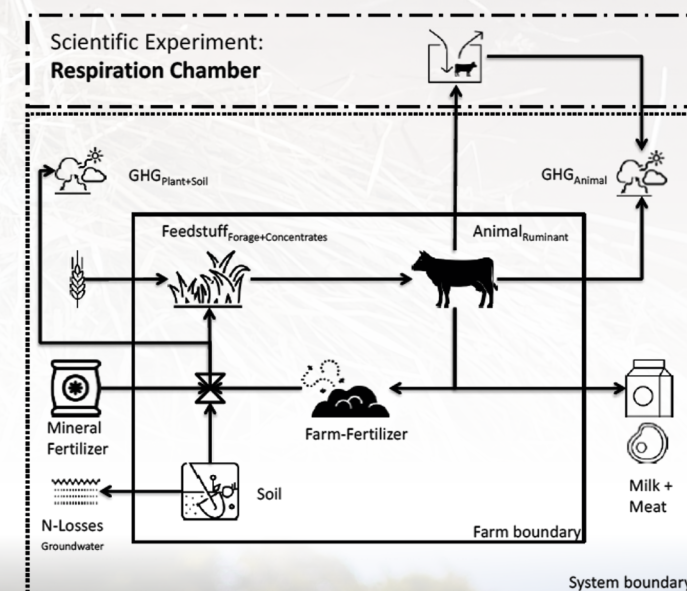 Scientific Experiment:
Respiration Chamber
GHGPlant+Soil
GHGAnimal
FeedstuffForage+Concentrates
AnimalRuminant
Mineral
Fertilizer
Farm-Fertilizer
Milk +
Meat
Soil
N-Losses
Groundwater
Farm boundary
System boundary